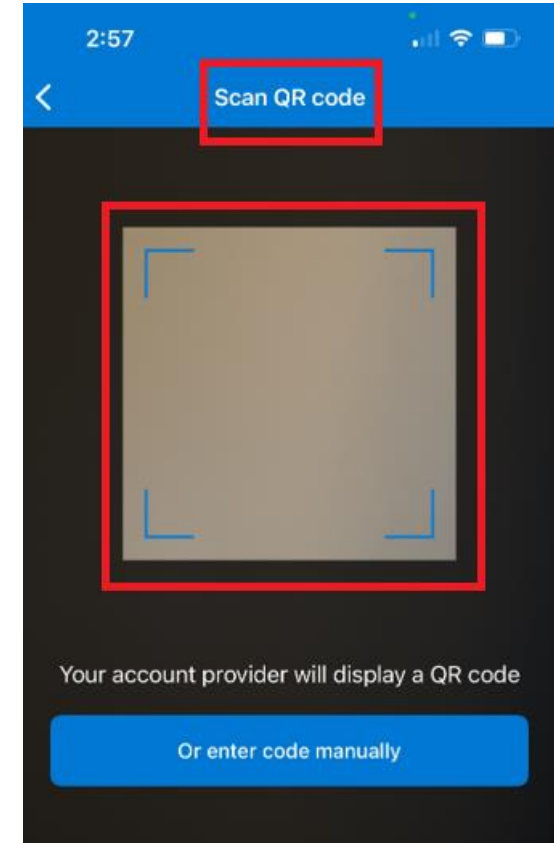 2:57
Scan QR code
Your account provider will display a QR code
Or enter code manually